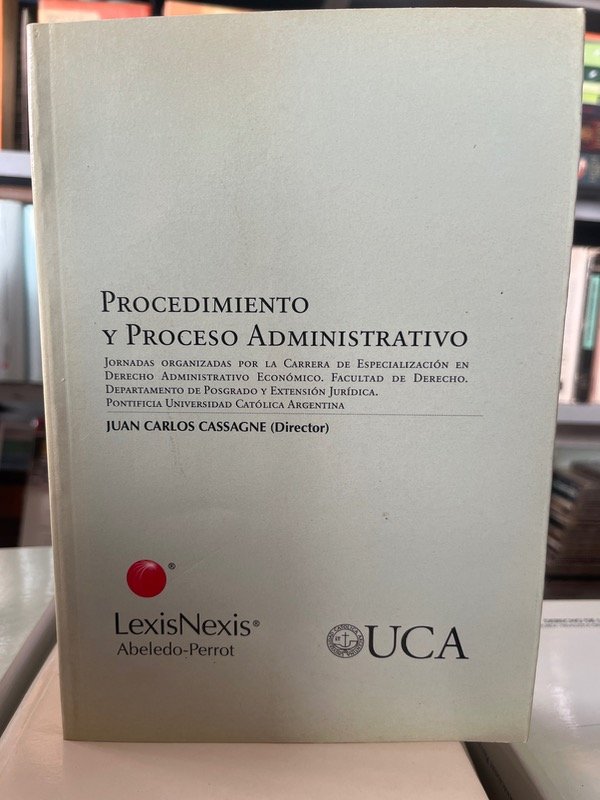 PROCEDIMIENTO
Y PROCESO ADMINISTRATIVO
JORNADAS ORGANIZADAS POR LA CARRERA DE ESPECIALIZACIÓN EN
DERECHO ADMINISTRATIVO ECONÓMICO. FACULTAD DE DERECHO.
DEPARTAMENTO DE POSGRADO Y EXTENSIÓN JURÍDICA.
PONTIFICIA UNIVERSIDAD CATÓLICA ARGENTINA
JUAN CARLOS CASSAGNE (Director)
®
LexisNexis®
Abeledo-Perrot
UCA